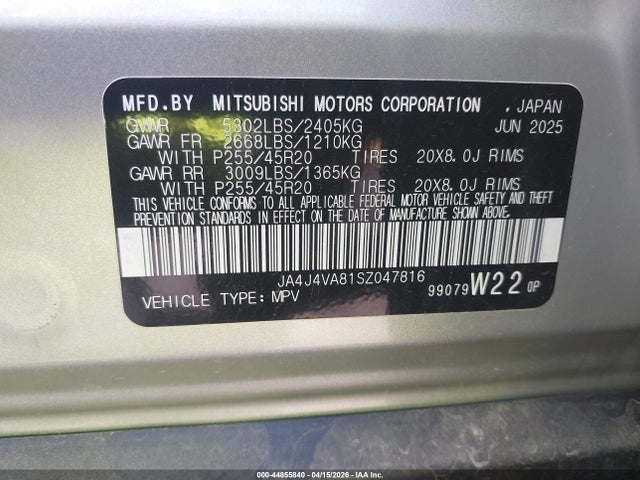 MFD.BY MITSUBISHI MOTORS CORPORATION , JAPAN
GVWR 5302LBS/2405KG JUN 2025
GAWR FR 2668LBS/1210KG
WITH P255/45R20 TIRES 20X8.0J RIMS
GAWR RR 3009LBS/1365KG
WITH P255/45R20 TIRES 20X8.0J RIMS
THIS VEHICLE CONFORMS TO ALL APPLICABLE FEDERAL MOTOR VEHICLE SAFETY AND THEFT
PREVENTION STANDARDS IN EFFECT ON THE DATE OF MANUFACTURE SHOWN ABOVE.
JA4J4VA81SZ047816
VEHICLE TYPE:MPV 99079 W22 0P
000-44855840 - 04/15/2026 - IAA Inc.